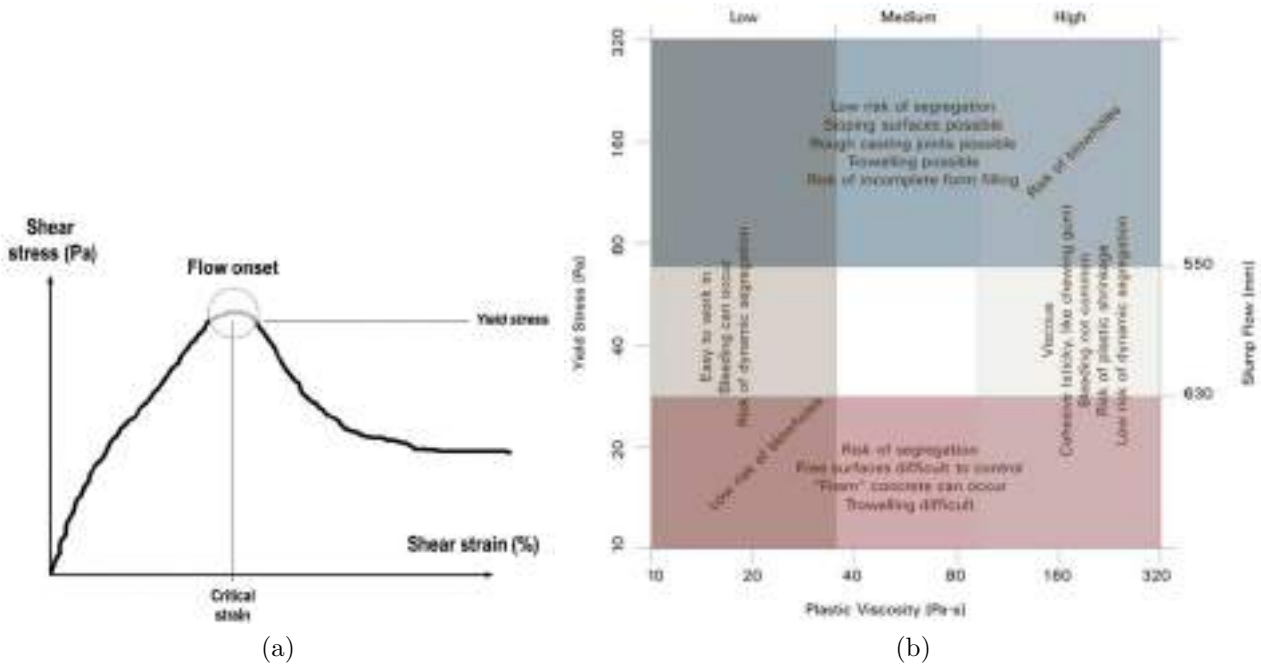 Shear
stress (Pa)
Flow onset
Yield stress
Shear strain (%)
Critical
strain
(a)
Low
Medium
High
320
160
80
40
20
10
Yield Stress (Pa)
Low risk of segregation
Sloping surfaces possible
Rough casting joints possible
Trowelling possible
Risk of incomplete form filling
Risk of blowholes
Easy to work in
Bleeding can occur
Risk of dynamic segregation
Viscous
Cohesive (sticky, like chewing gum)
Bleeding not common
Risk of plastic shrinkage
Low risk of dynamic segregation
Low risk of blowholes
Risk of segregation
Free surfaces difficult to control
"Foam" concrete can occur
Trowelling difficult
550
630
Slump Flow (mm)
10
20
40
80
160
320
Plastic Viscosity (Pa·s)
(b)